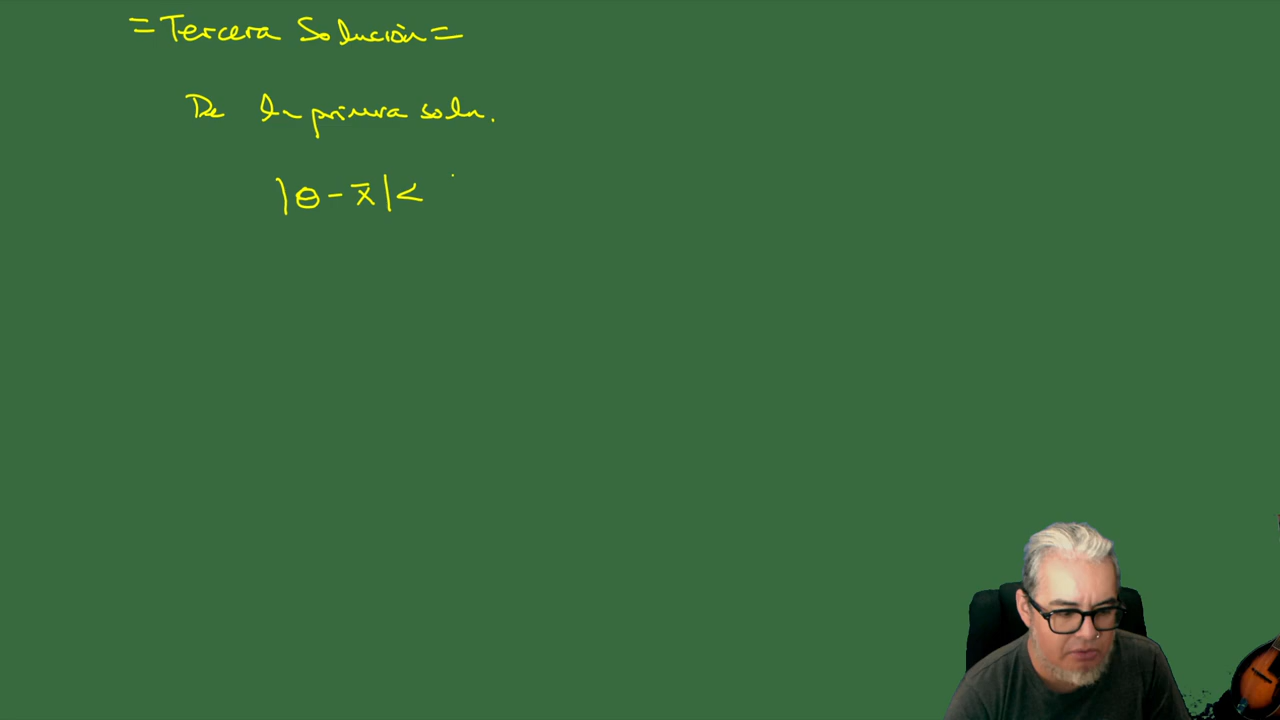 = Tercera Solución =
De la primera soln.
|θ - x̄| <